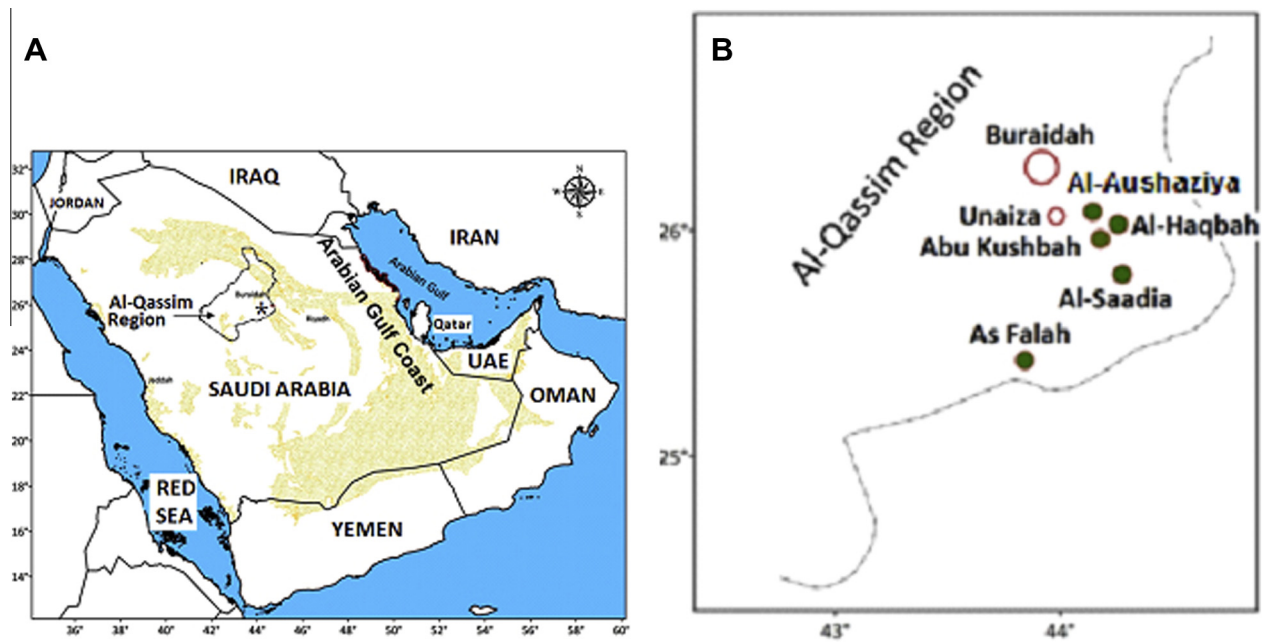 A
32°
30°
28°
26°
24°
22°
20°
18°
16°
14°
36°
38°
40°
42°
44°
46°
48°
50°
52°
54°
56°
58°
60°
IRAQ
JORDAN
N
W
E
S
IRAN
Arabian Gulf
Arabian Gulf Coast
Al-Qassim
Region
Buraidah
*
Riyadh
Qatar
UAE
Jeddah
SAUDI ARABIA
OMAN
RED
SEA
YEMEN
B
Al-Qassim Region
Buraidah
Al-Aushaziya
Unaiza
Al-Haqbah
Abu Kushbah
Al-Saadia
As Falah
26°
25°
43°
44°